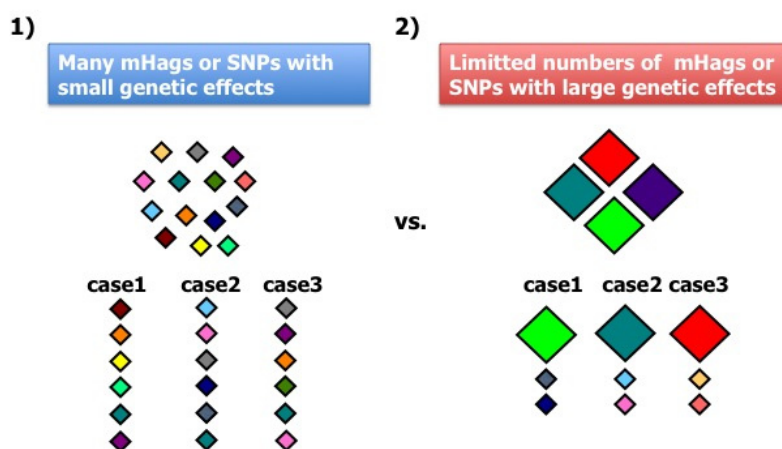 1)
Many mHags or SNPs with
small genetic effects
case1 case2 case3
vs.
2)
Limitted numbers of mHags or
SNPs with large genetic effects
case1 case2 case3